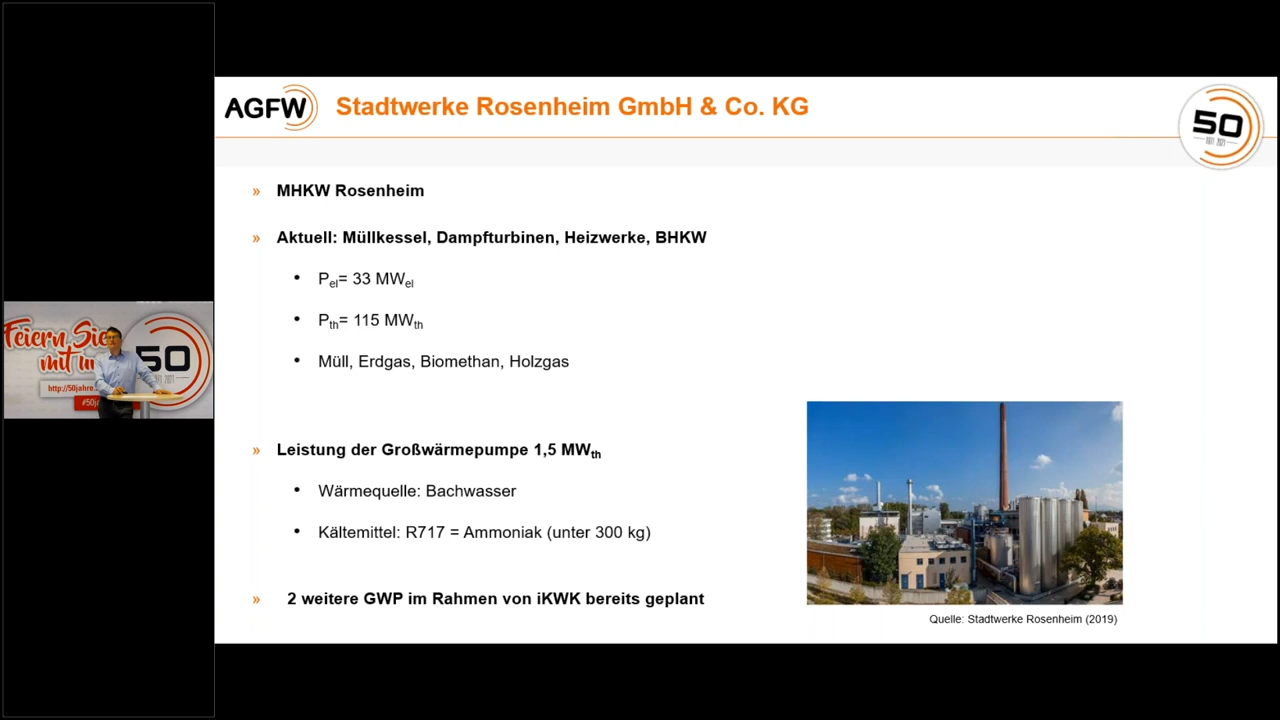 AGFW
Stadtwerke Rosenheim GmbH & Co. KG
50
» MHKW Rosenheim
» Aktuell: Müllkessel, Dampfturbinen, Heizwerke, BHKW
• Pel= 33 MWel
• Pth= 115 MWth
• Müll, Erdgas, Biomethan, Holzgas
» Leistung der Großwärmepumpe 1,5 MWth
• Wärmequelle: Bachwasser
• Kältemittel: R717 = Ammoniak (unter 300 kg)
» 2 weitere GWP im Rahmen von iKWK bereits geplant
Quelle: Stadtwerke Rosenheim (2019)
Feiern Sie
mit
50
http://50jahre